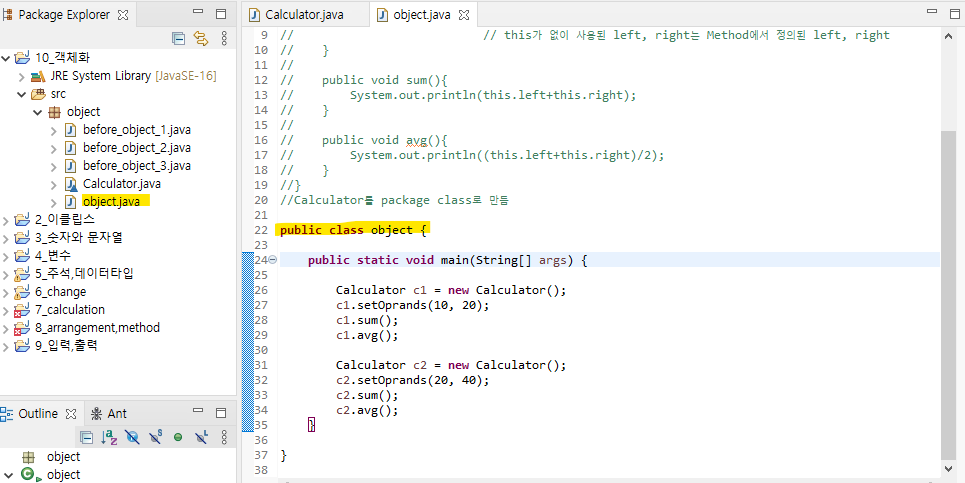 Package Explorer
10_객체화
JRE System Library [JavaSE-16]
src
object
before_object_1.java
before_object_2.java
before_object_3.java
Calculator.java
object.java
2_이클립스
3_숫자와 문자열
4_변수
5_주석,데이터타입
6_change
7_calculation
8_arrangement,method
9_입력,출력
Outline Ant
object
object
Calculator.java object.java
9 // // this가 없이 사용된 left, right는 Method에서 정의된 left, right
10 // }
11 //
12 // public void sum(){
13 // System.out.println(this.left+this.right);
14 // }
15 //
16 // public void avg(){
17 // System.out.println((this.left+this.right)/2);
18 // }
19 //}
20 //Calculator를 package class로 만듦
21
22 public class object {
23
24 public static void main(String[] args) {
25
26 Calculator c1 = new Calculator();
27 c1.setOprands(10, 20);
28 c1.sum();
29 c1.avg();
30
31 Calculator c2 = new Calculator();
32 c2.setOprands(20, 40);
33 c2.sum();
34 c2.avg();
35 }
36
37 }
38